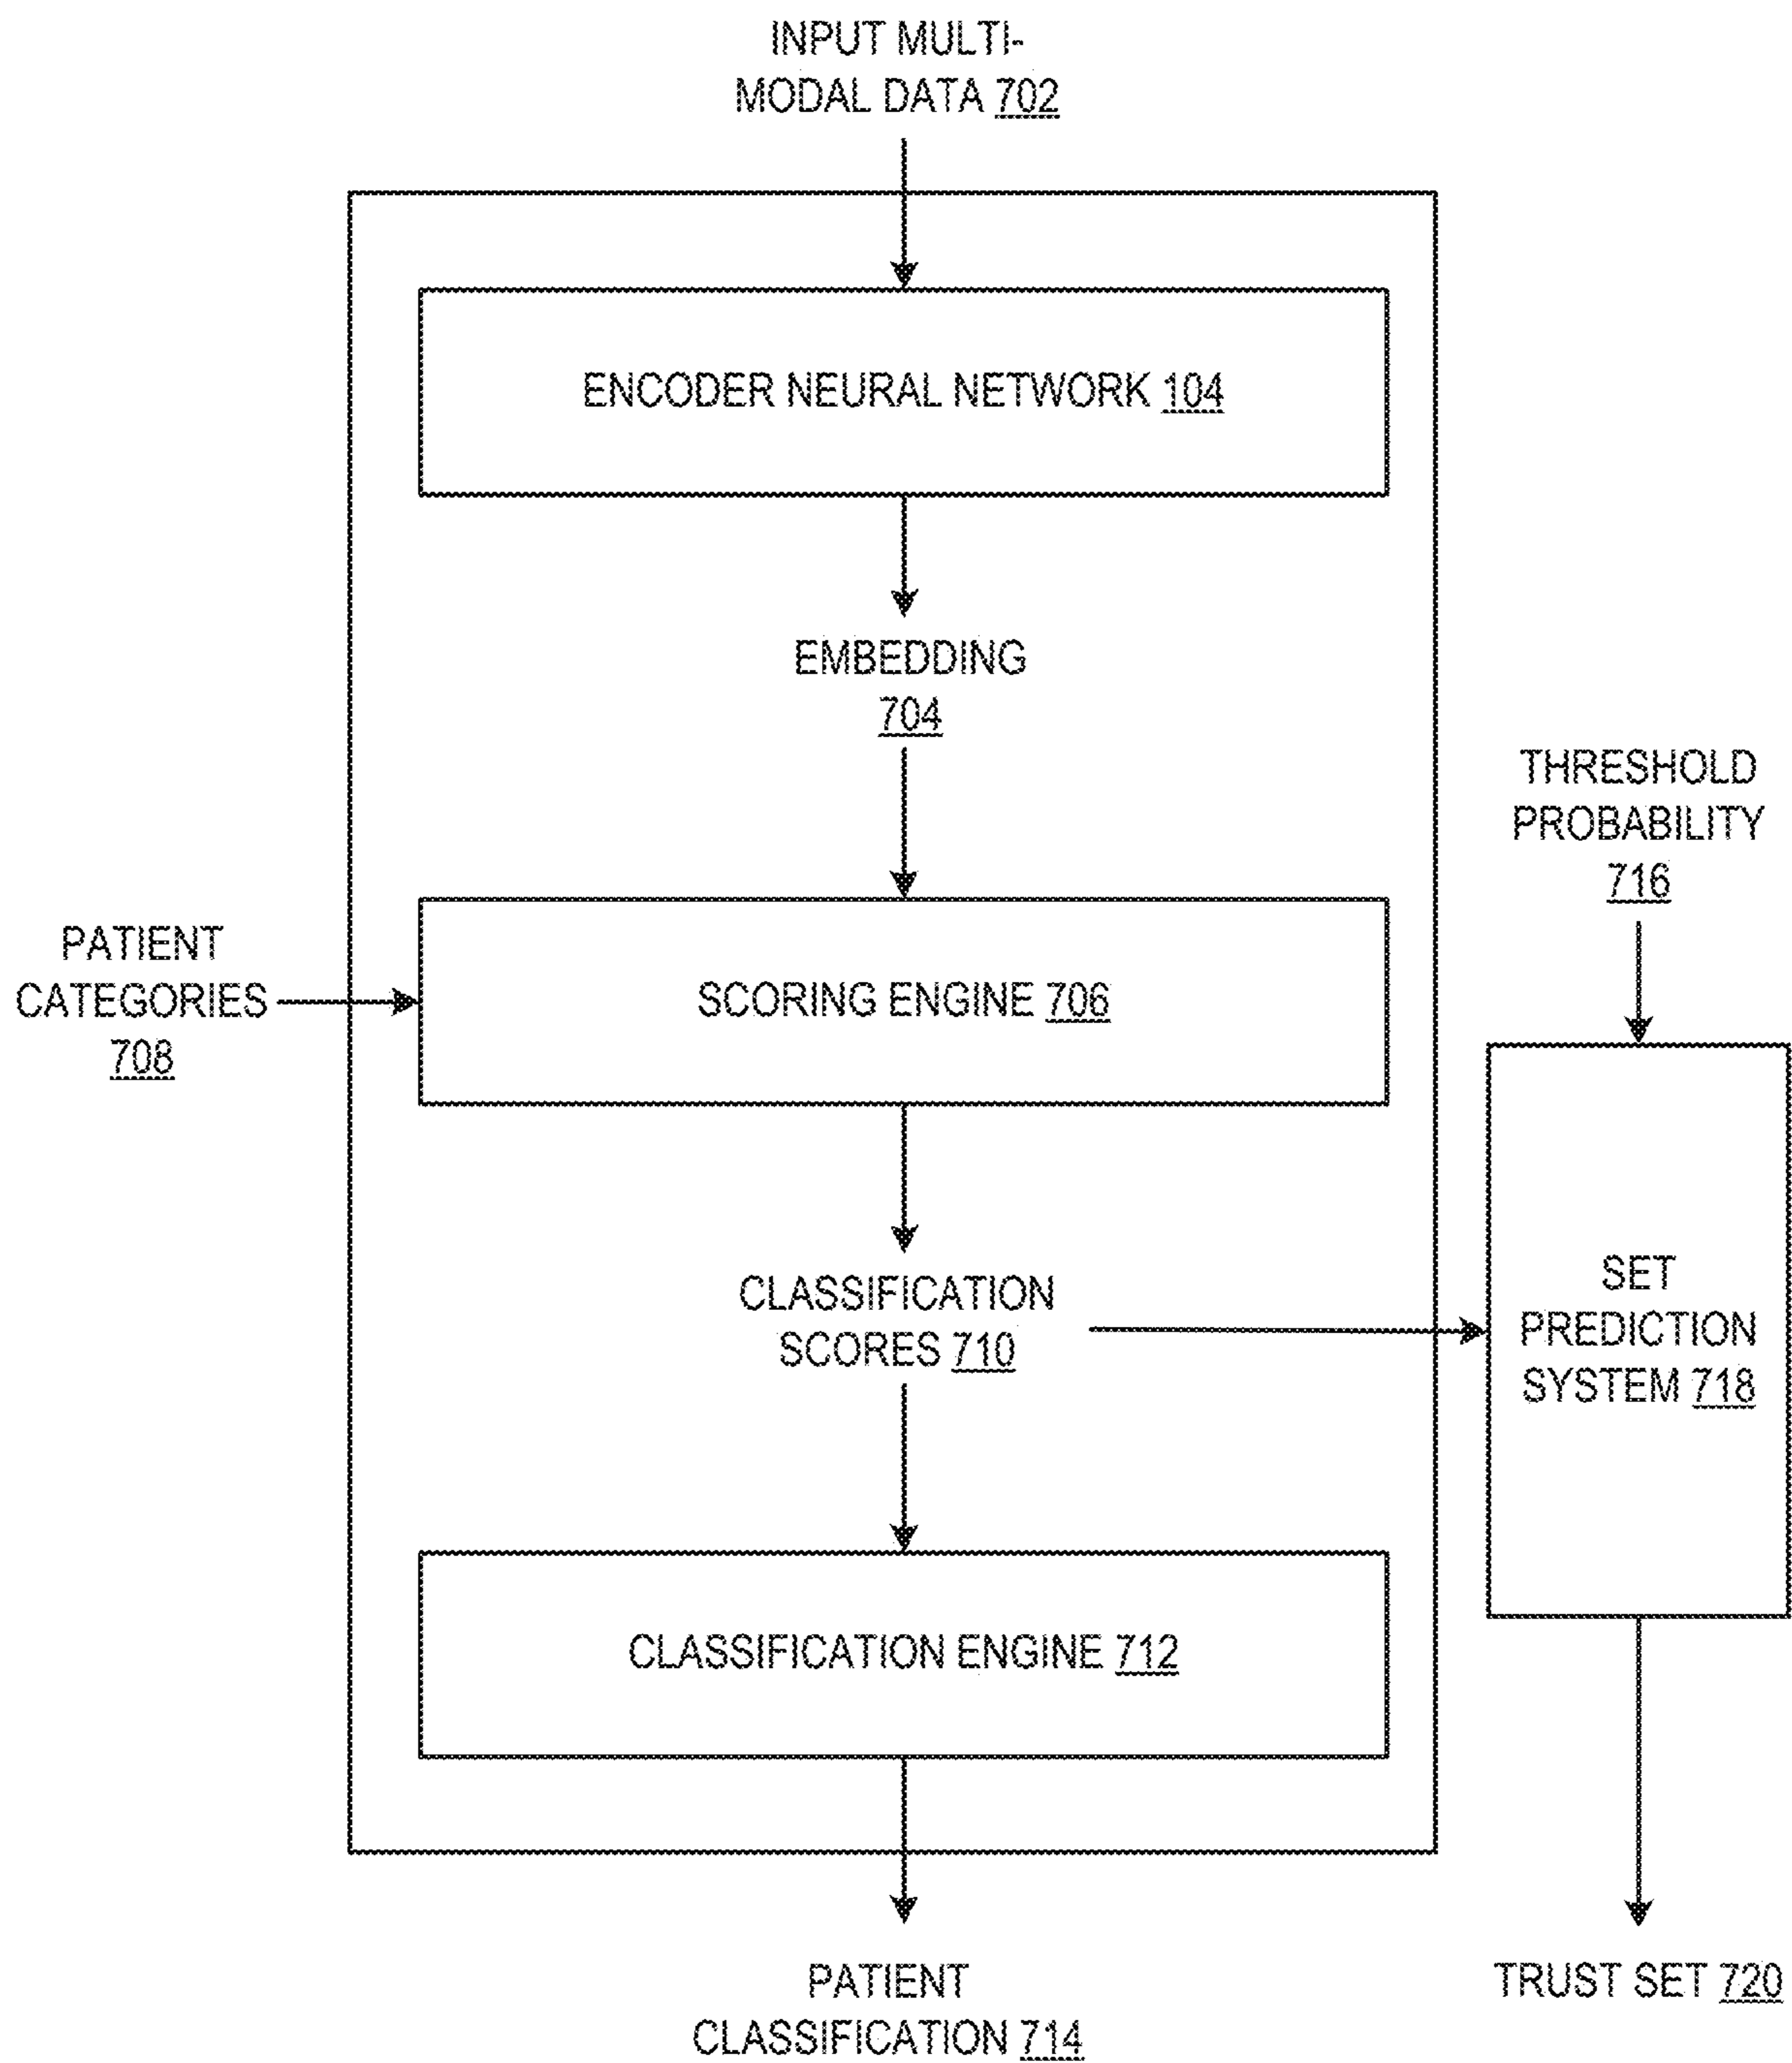 INPUT MULTI-
MODAL DATA 702
ENCODER NEURAL NETWORK 104
EMBEDDING
704
THRESHOLD
PROBABILITY
716
PATIENT
CATEGORIES
708
SCORING ENGINE 706
CLASSIFICATION
SCORES 710
SET
PREDICTION
SYSTEM 718
CLASSIFICATION ENGINE 712
PATIENT
CLASSIFICATION 714
TRUST SET 720